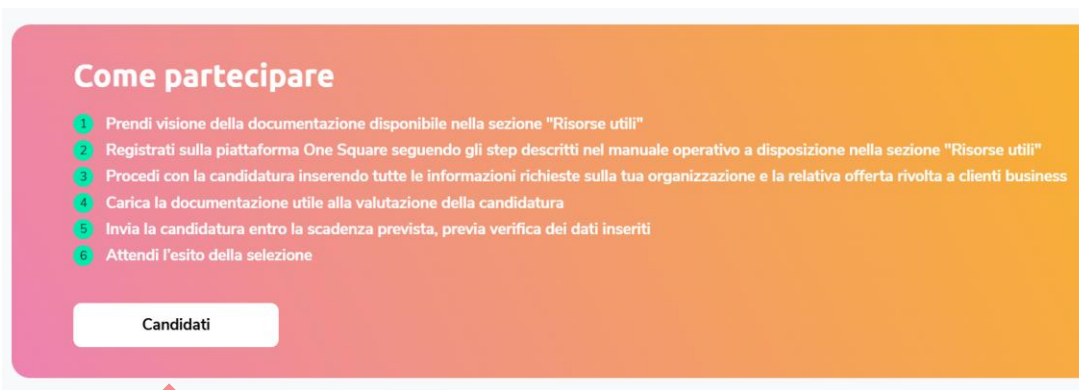 Come partecipare
1 Prendi visione della documentazione disponibile nella sezione "Risorse utili"
2 Registrati sulla piattaforma One Square seguendo gli step descritti nel manuale operativo a disposizione nella sezione "Risorse utili"
3 Procedi con la candidatura inserendo tutte le informazioni richieste sulla tua organizzazione e la relativa offerta rivolta a clienti business
4 Carica la documentazione utile alla valutazione della candidatura
5 Invia la candidatura entro la scadenza prevista, previa verifica dei dati inseriti
6 Attendi l'esito della selezione
Candidati